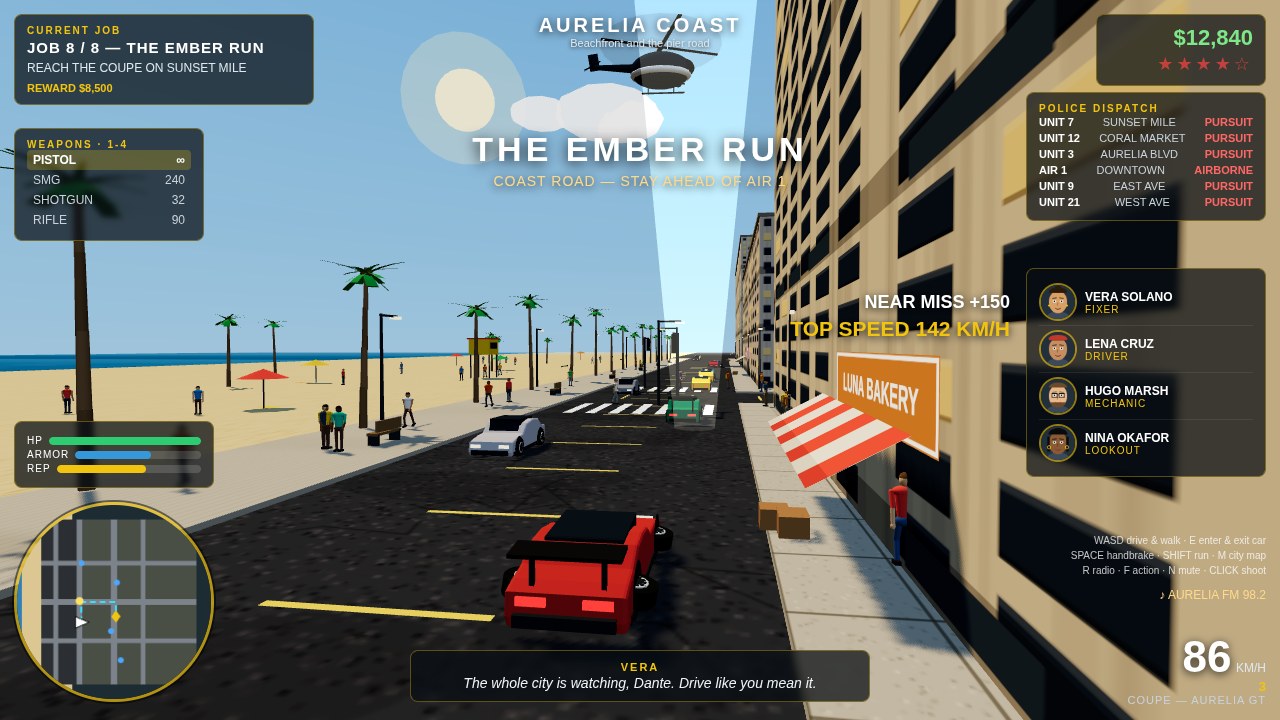 CURRENT JOB
JOB 8 / 8 — THE EMBER RUN
REACH THE COUPE ON SUNSET MILE
REWARD $8,500
AURELIA COAST
Beachfront and the pier road
$12,840
★★★★☆
POLICE DISPATCH
UNIT 7 SUNSET MILE PURSUIT
UNIT 12 CORAL MARKET PURSUIT
UNIT 3 AURELIA BLVD PURSUIT
AIR 1 DOWNTOWN AIRBORNE
UNIT 9 EAST AVE PURSUIT
UNIT 21 WEST AVE PURSUIT
WEAPONS · 1-4
PISTOL ∞
SMG 240
SHOTGUN 32
RIFLE 90
THE EMBER RUN
COAST ROAD — STAY AHEAD OF AIR 1
NEAR MISS +150
TOP SPEED 142 KM/H
VERA SOLANO
FIXER
LENA CRUZ
DRIVER
HUGO MARSH
MECHANIC
NINA OKAFOR
LOOKOUT
LUNA BAKERY
HP
ARMOR
REP
WASD drive & walk · E enter & exit car
SPACE handbrake · SHIFT run · M city map
R radio · F action · N mute · CLICK shoot
♪ AURELIA FM 98.2
VERA
The whole city is watching, Dante. Drive like you mean it.
86 KM/H
3
COUPE — AURELIA GT